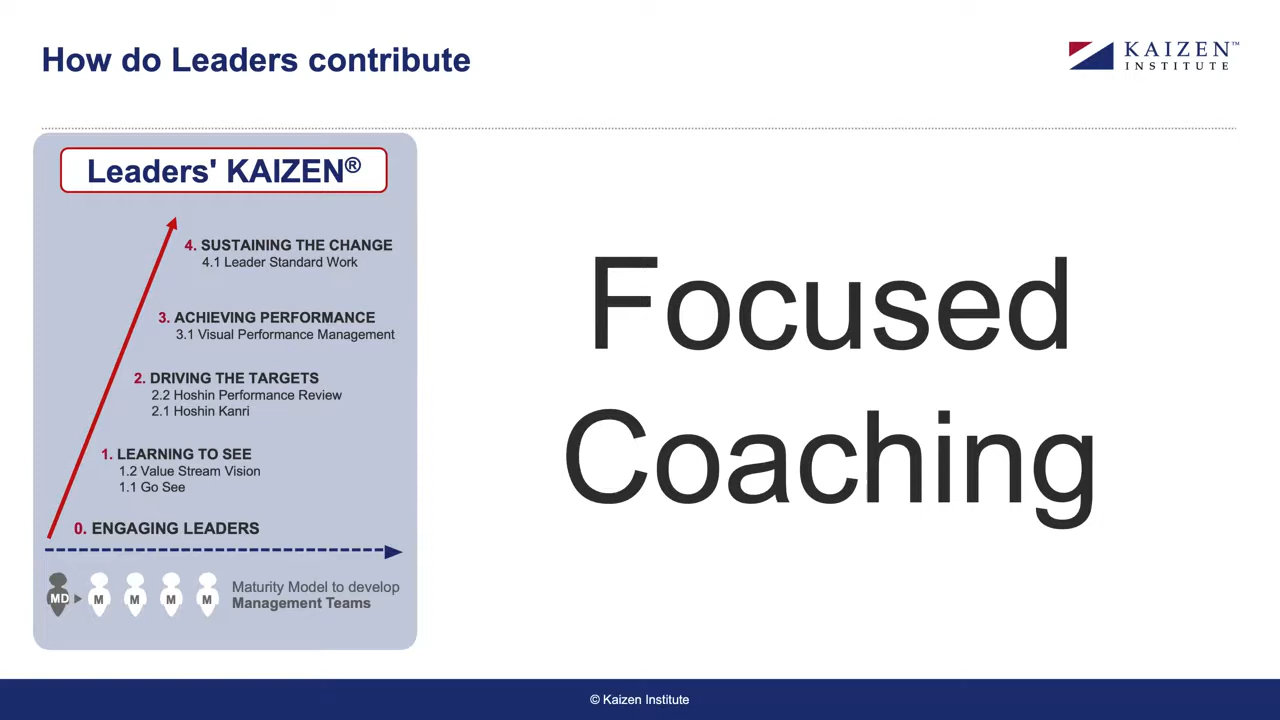 How do Leaders contribute
KAIZEN™
INSTITUTE
Leaders' KAIZEN®
4. SUSTAINING THE CHANGE
4.1 Leader Standard Work
3. ACHIEVING PERFORMANCE
3.1 Visual Performance Management
2. DRIVING THE TARGETS
2.2 Hoshin Performance Review
2.1 Hoshin Kanri
1. LEARNING TO SEE
1.2 Value Stream Vision
1.1 Go See
0. ENGAGING LEADERS
MD M M M M
Maturity Model to develop
Management Teams
Focused
Coaching
© Kaizen Institute